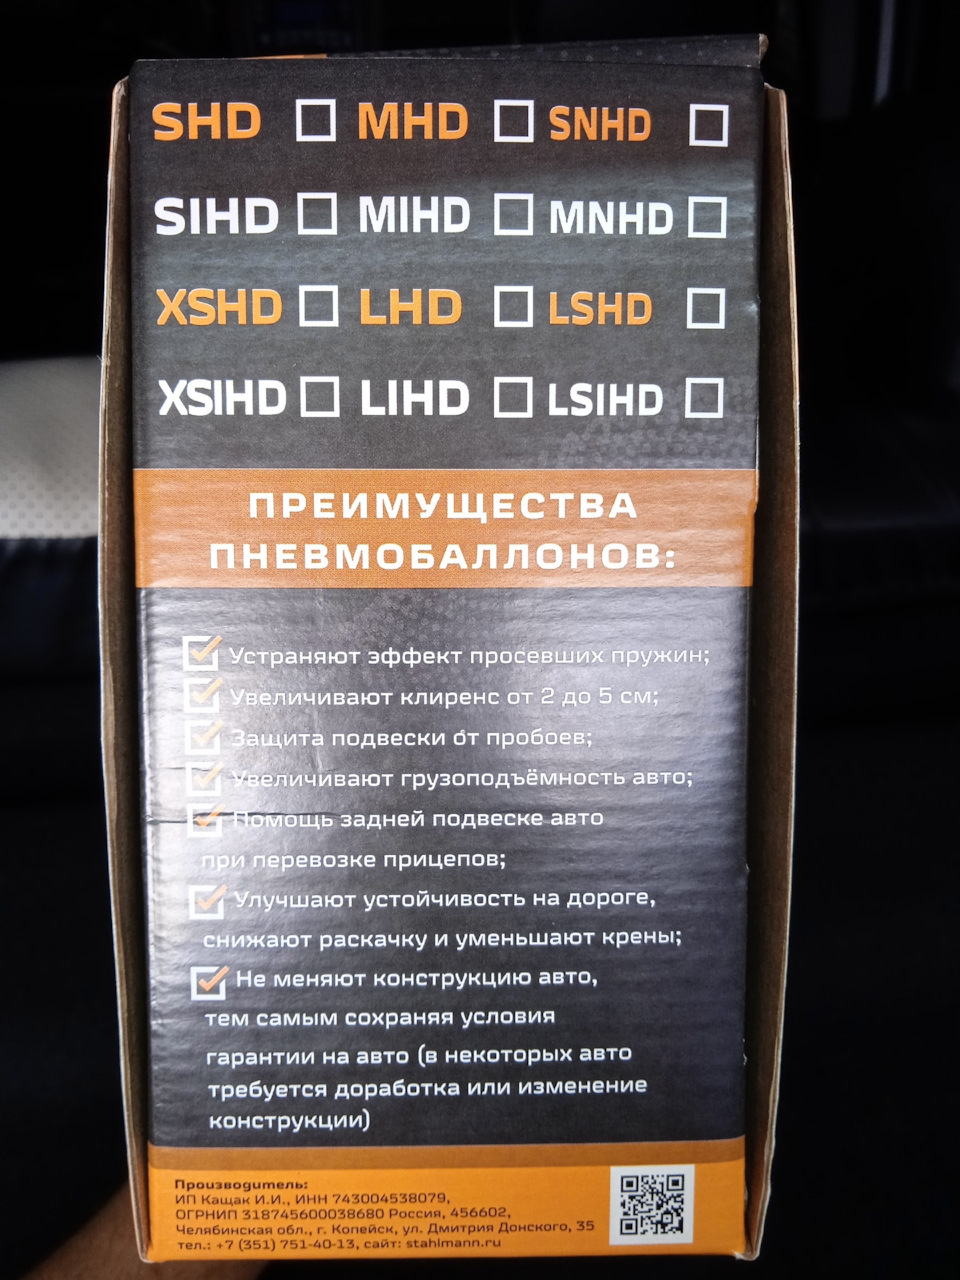 SHD MHD SNHD
SIHD MIHD MNHD
XSHD LHD LSHD
XSIHD LIHD LSIHD
ПРЕИМУЩЕСТВА
ПНЕВМОБАЛЛОНОВ:
Устраняют эффект просевших пружин;
Увеличивают клиренс от 2 до 5 см;
Защита подвески от пробоев;
Увеличивают грузоподъёмность авто;
Помощь задней подвеске авто
при перевозке прицепов;
Улучшают устойчивость на дороге,
снижают раскачку и уменьшают крены;
Не меняют конструкцию авто,
тем самым сохраняя условия
гарантии на авто (в некоторых авто
требуется доработка или изменение
конструкции)
Производитель:
ИП Кащак И.И., ИНН 743004538079,
ОГРНИП 318745600038680 Россия, 456602,
Челябинская обл., г. Копейск, ул. Дмитрия Донского, 35
тел.: +7 (351) 751-40-13, сайт: stahlmann.ru